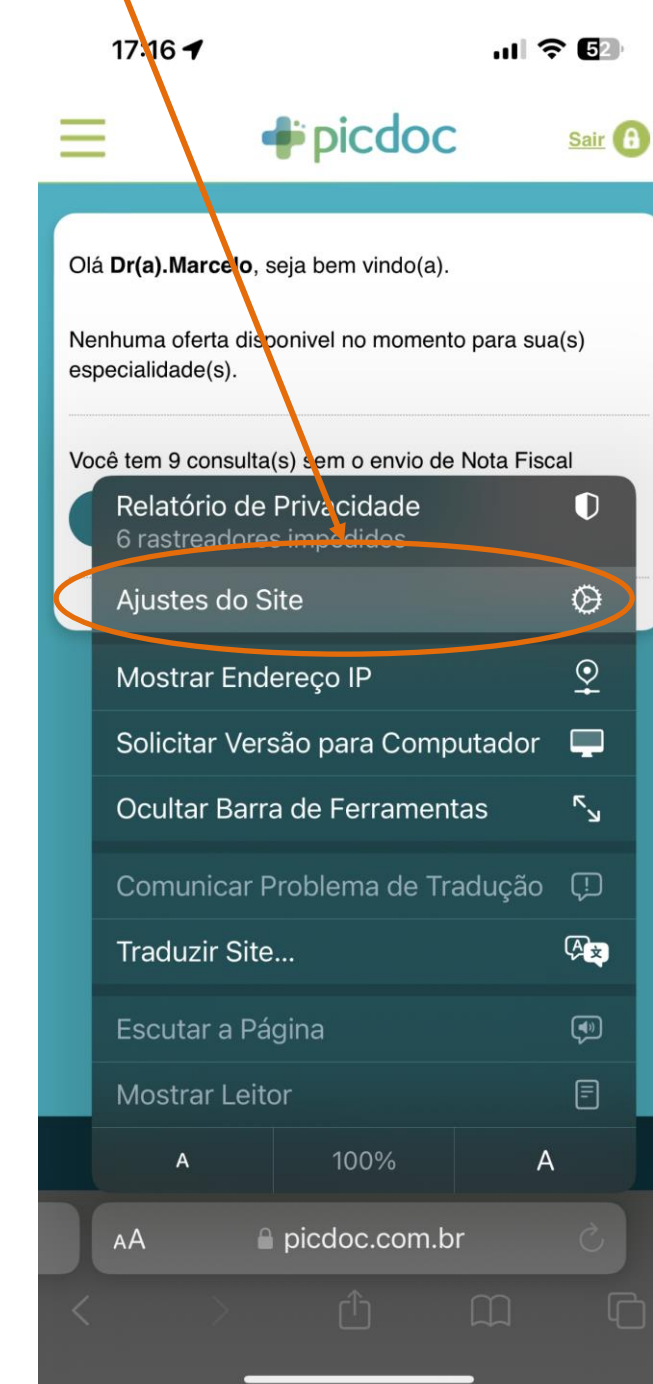 17:16
52
picdoc
Sair
Olá Dr(a).Marcelo, seja bem vindo(a).
Nenhuma oferta disponivel no momento para sua(s)
especialidade(s).
Você tem 9 consulta(s) sem o envio de Nota Fiscal
Relatório de Privacidade
6 rastreadores impedidos
Ajustes do Site
Mostrar Endereço IP
Solicitar Versão para Computador
Ocultar Barra de Ferramentas
Comunicar Problema de Tradução
Traduzir Site...
Escutar a Página
Mostrar Leitor
A 100% A
AA picdoc.com.br